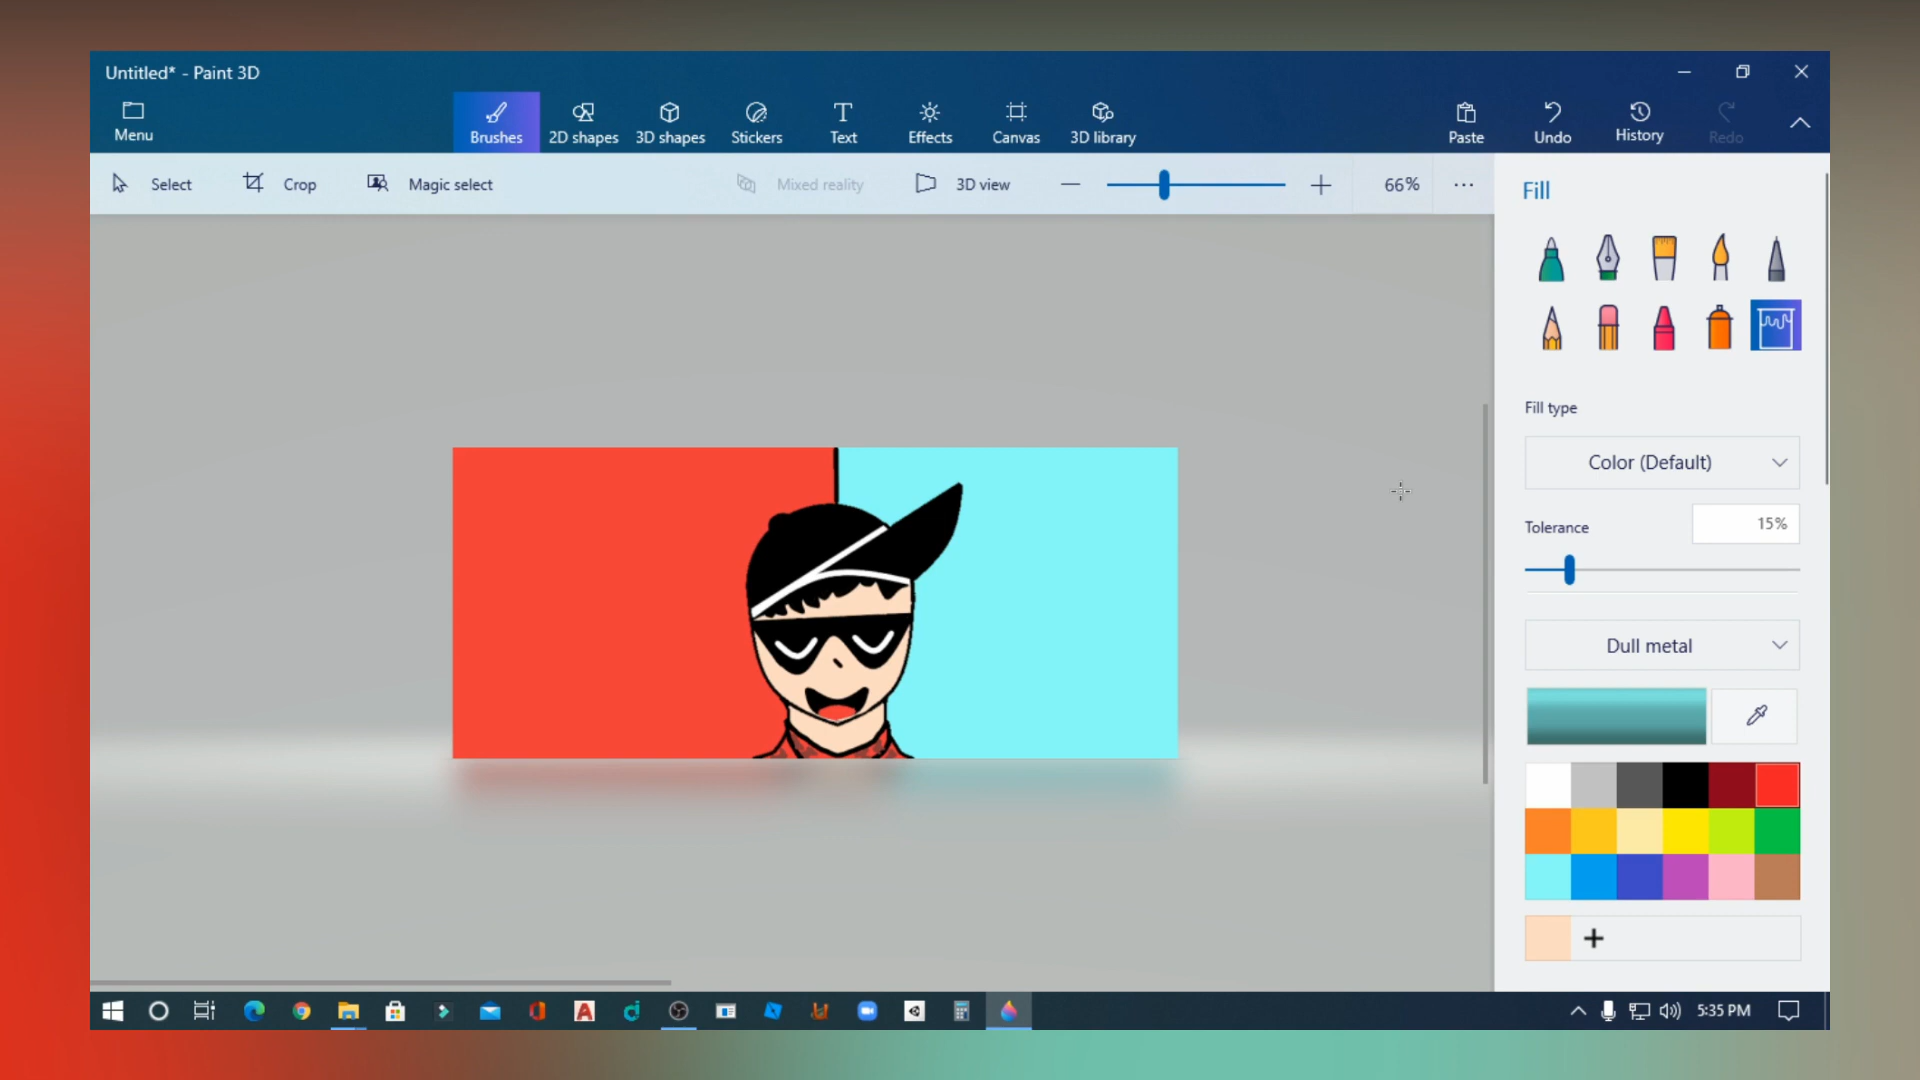 Untitled* - Paint 3D
Menu
Brushes
2D shapes
3D shapes
Stickers
Text
Effects
Canvas
3D library
Paste
Undo
History
Redo
Select
Crop
Magic select
Mixed reality
3D view
66%
Fill
Fill type
Color (Default)
Tolerance
15%
Dull metal
5:35 PM